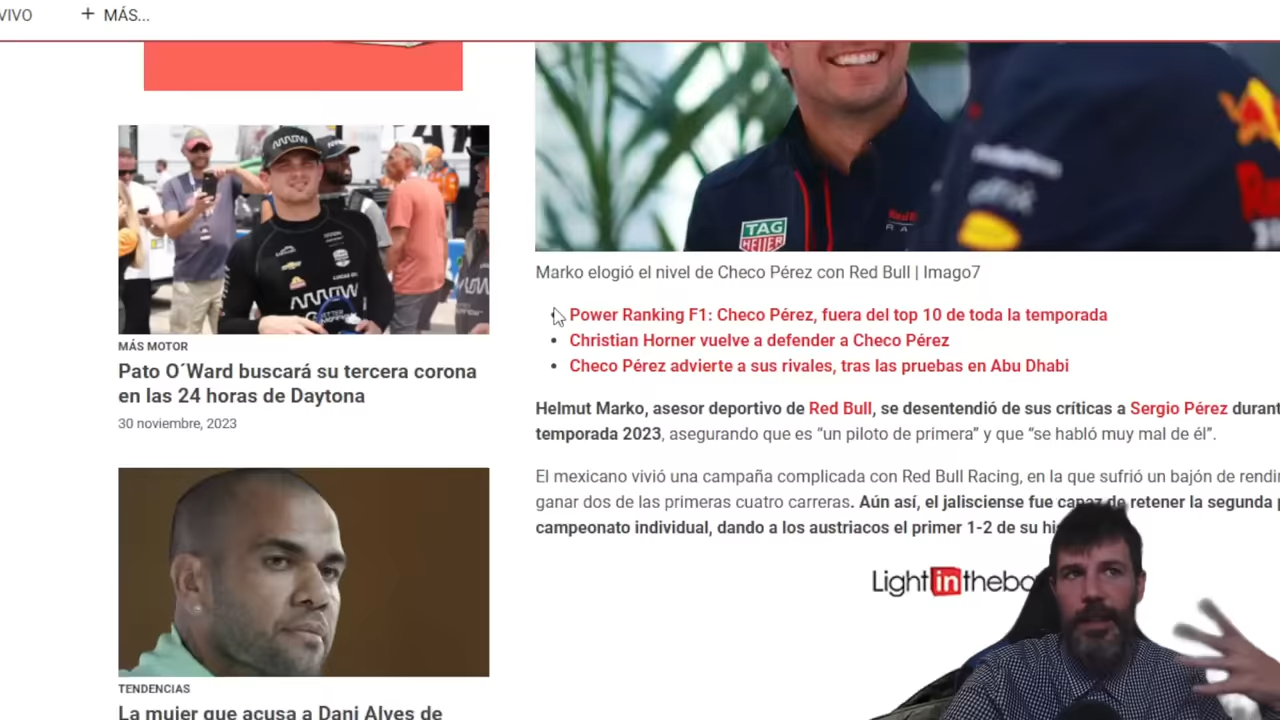 VIVO
+ MÁS...
ARROW
TAG
HEUER
Marko elogió el nivel de Checo Pérez con Red Bull | Imago7
• Power Ranking F1: Checo Pérez, fuera del top 10 de toda la temporada
• Christian Horner vuelve a defender a Checo Pérez
• Checo Pérez advierte a sus rivales, tras las pruebas en Abu Dhabi
MÁS MOTOR
Pato O´Ward buscará su tercera corona
en las 24 horas de Daytona
30 noviembre, 2023
Helmut Marko, asesor deportivo de Red Bull, se desentendió de sus críticas a Sergio Pérez durant
temporada 2023, asegurando que es “un piloto de primera” y que “se habló muy mal de él”.
El mexicano vivió una campaña complicada con Red Bull Racing, en la que sufrió un bajón de rendi
ganar dos de las primeras cuatro carreras. Aún así, el jalisciense fue capaz de retener la segunda p
campeonato individual, dando a los austriacos el primer 1-2 de su his
Lightinthebo
TENDENCIAS
La mujer que acusa a Dani Alves de